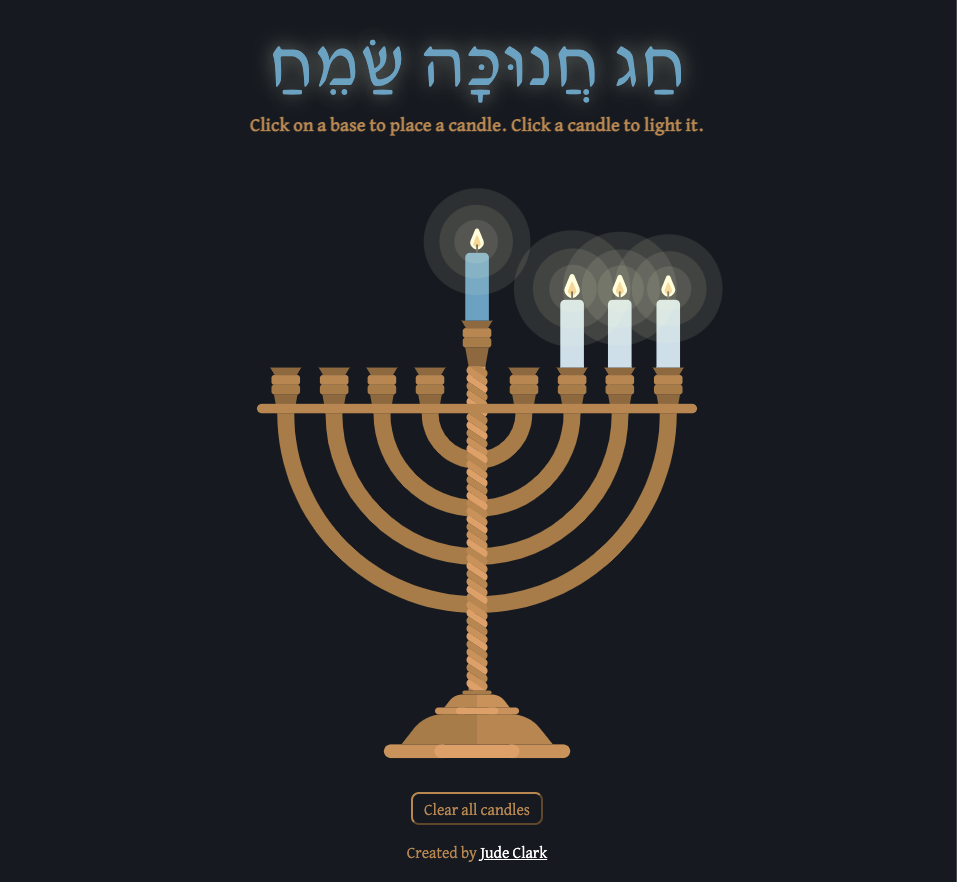 חַג חֲנוּכָּה שַׂמֵחַ
Click on a base to place a candle. Click a candle to light it.
Clear all candles
Created by Jude Clark